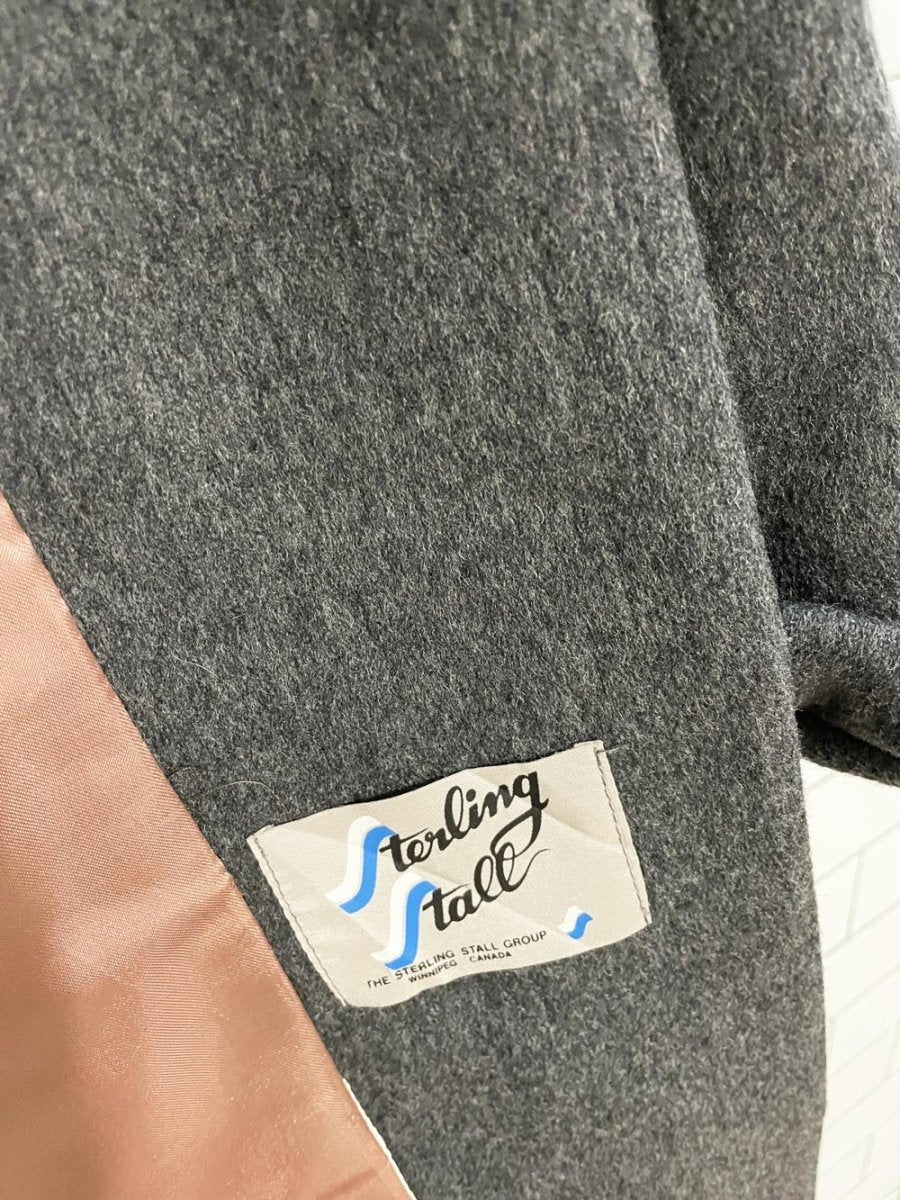 Sterling
Stall
THE STERLING STALL GROUP
WINNIPEG CANADA